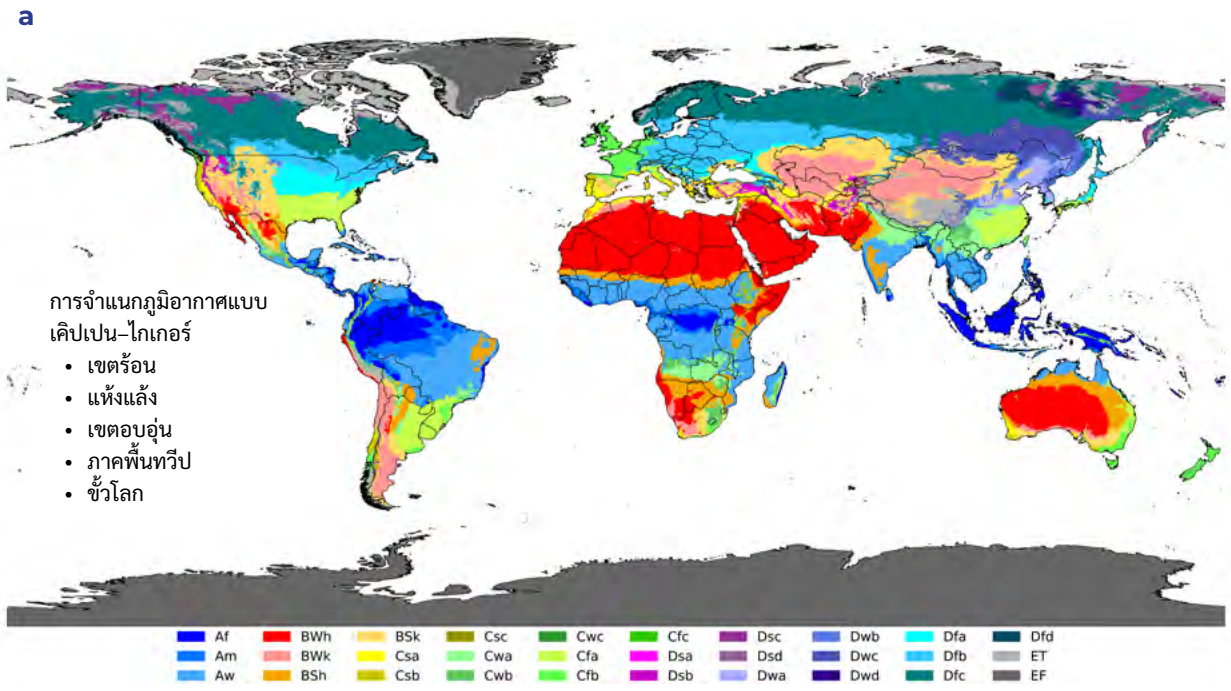 a
การจำแนกภูมิอากาศแบบ
เคิปเปน–ไกเกอร์
• เขตร้อน
• แห้งแล้ง
• เขตอบอุ่น
• ภาคพื้นทวีป
• ขั้วโลก
Af BWh BSk Csc Cwc Cfc Dsc Dwb Dfa Dfd
Am BWk Csa Cwa Cfa Dsa Dsd Dwc Dfb ET
Aw BSh Csb Cwb Cfb Dsb Dwa Dwd Dfc EF